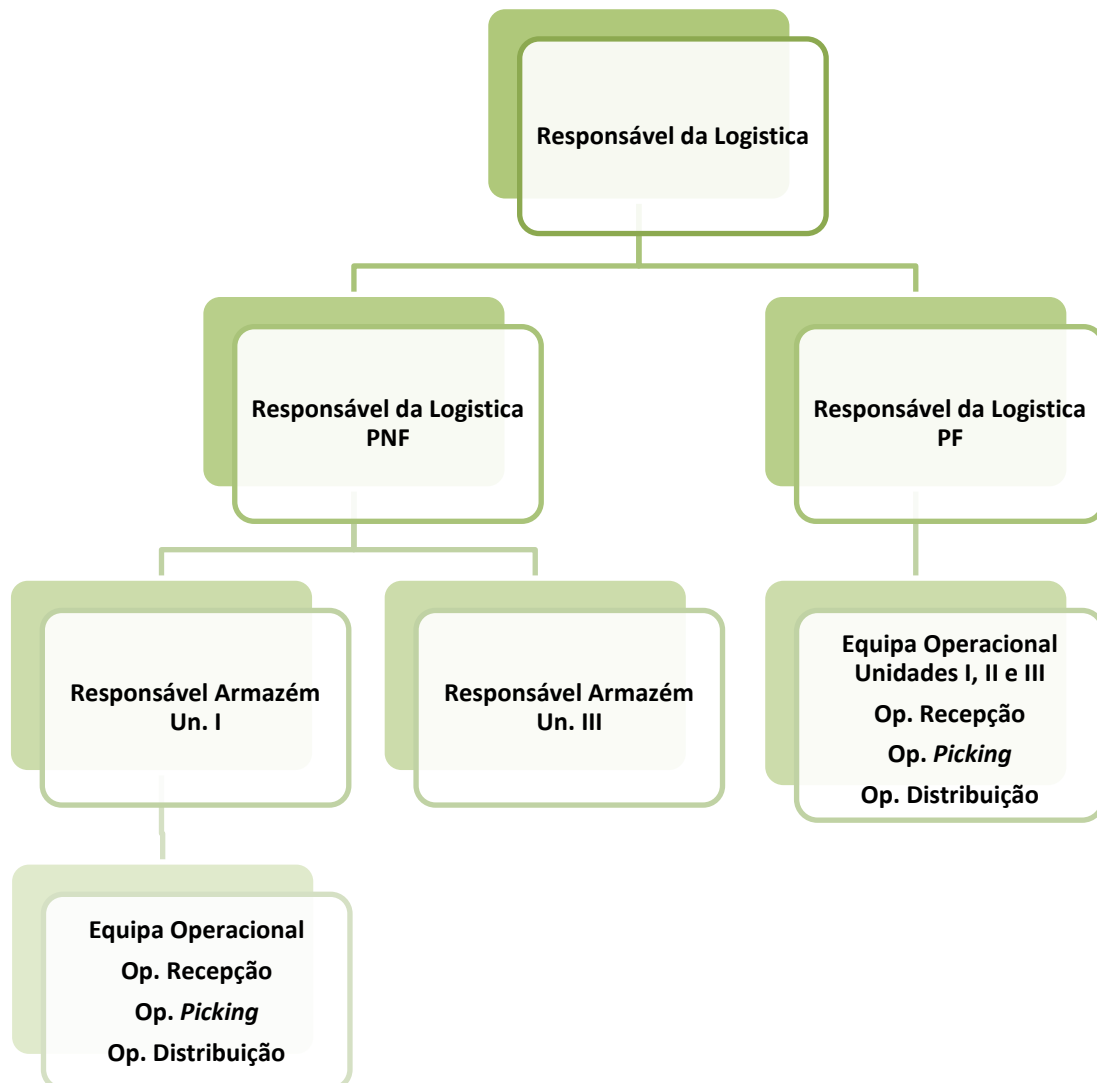 Responsável da Logistica
Responsável da Logistica
PNF
Responsável da Logistica
PF
Responsável Armazém
Un. I
Responsável Armazém
Un. III
Equipa Operacional
Unidades I, II e III
Op. Recepção
Op. Picking
Op. Distribuição
Equipa Operacional
Op. Recepção
Op. Picking
Op. Distribuição